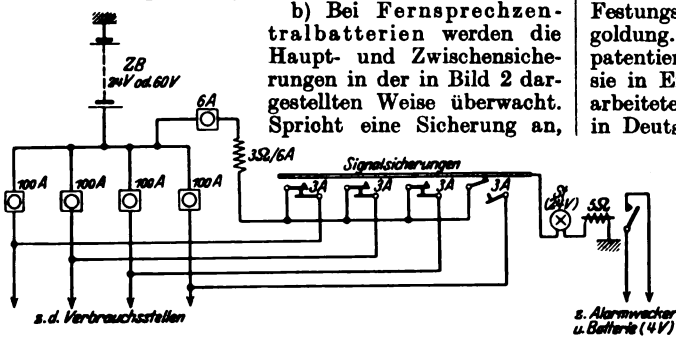 b) Bei Fernsprechzen-
tralbatterien werden die
Haupt- und Zwischensiche-
rungen in der in Bild 2 dar-
gestellten Weise überwacht.
Spricht eine Sicherung an,
Festungs
goldung.
patentier
sie in E
arbeitete
in Deuts
ZB
24V od. 60V
6A
3Ω/6A
100A
100A
100A
100A
Signalsicherungen
3A
3A
3A
3A
(24V)
5Ω
z.d. Verbrauchsstellen
z. Alarmwecker
u. Batterie (4V)